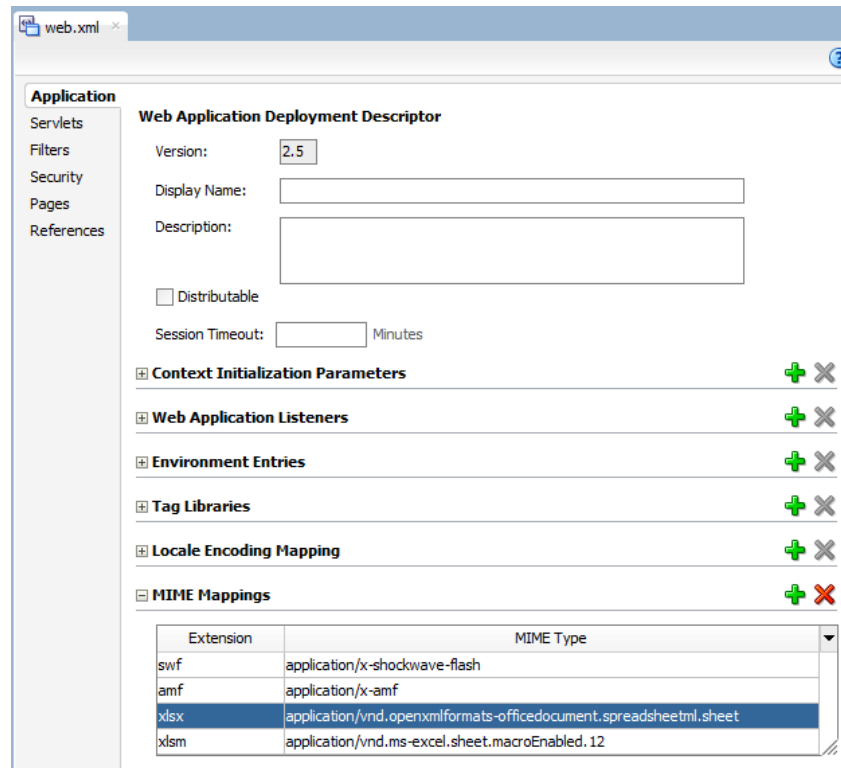 web.xml
Application
Servlets
Filters
Security
Pages
References
Web Application Deployment Descriptor
Version: 2.5
Display Name:
Description:
Distributable
Session Timeout: Minutes
Context Initialization Parameters
Web Application Listeners
Environment Entries
Tag Libraries
Locale Encoding Mapping
MIME Mappings
Extension MIME Type
swf application/x-shockwave-flash
amf application/x-amf
xlsx application/vnd.openxmlformats-officedocument.spreadsheetml.sheet
xlsm application/vnd.ms-excel.sheet.macroEnabled.12